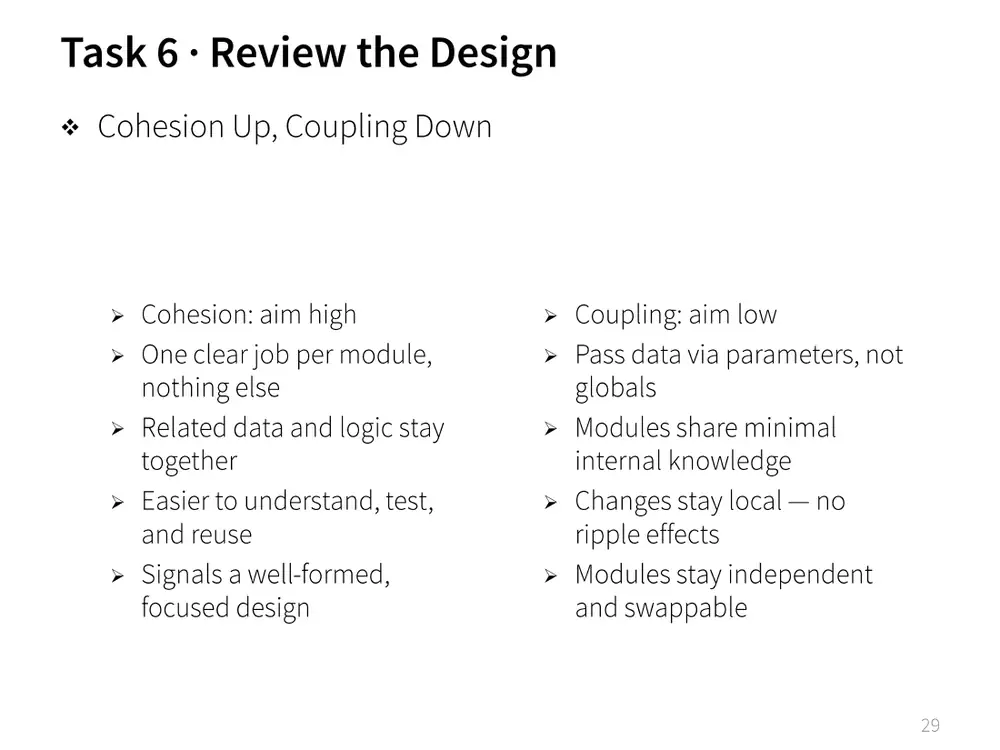 Task 6 · Review the Design
❖ Cohesion Up, Coupling Down
➢ Cohesion: aim high
➢ One clear job per module,
nothing else
➢ Related data and logic stay
together
➢ Easier to understand, test,
and reuse
➢ Signals a well-formed,
focused design
➢ Coupling: aim low
➢ Pass data via parameters, not
globals
➢ Modules share minimal
internal knowledge
➢ Changes stay local — no
ripple effects
➢ Modules stay independent
and swappable
29